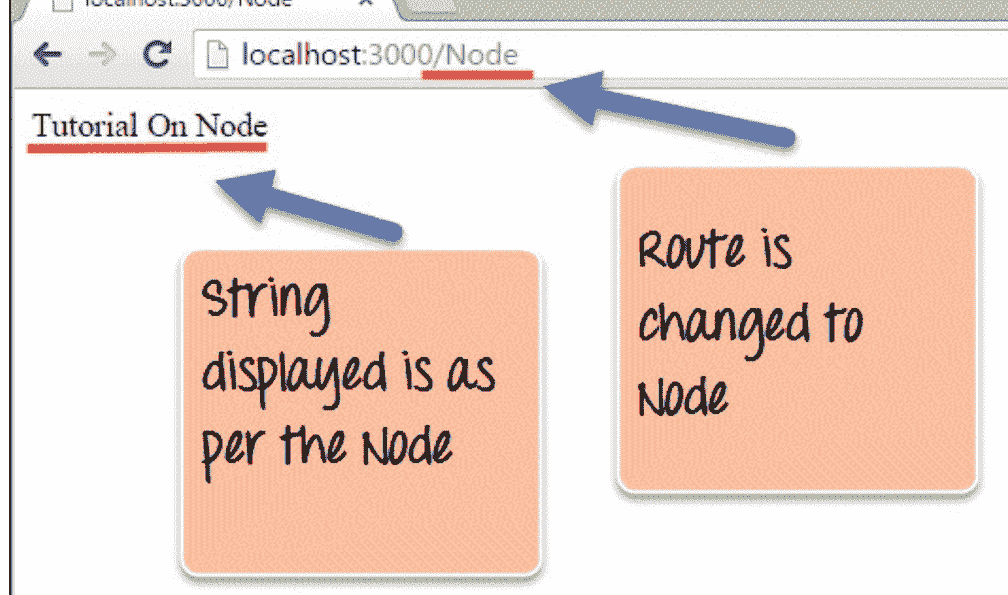 localhost:3000/Node
localhost:3000/Node
Tutorial On Node
String
displayed is as
per the Node
Route is
changed to
Node